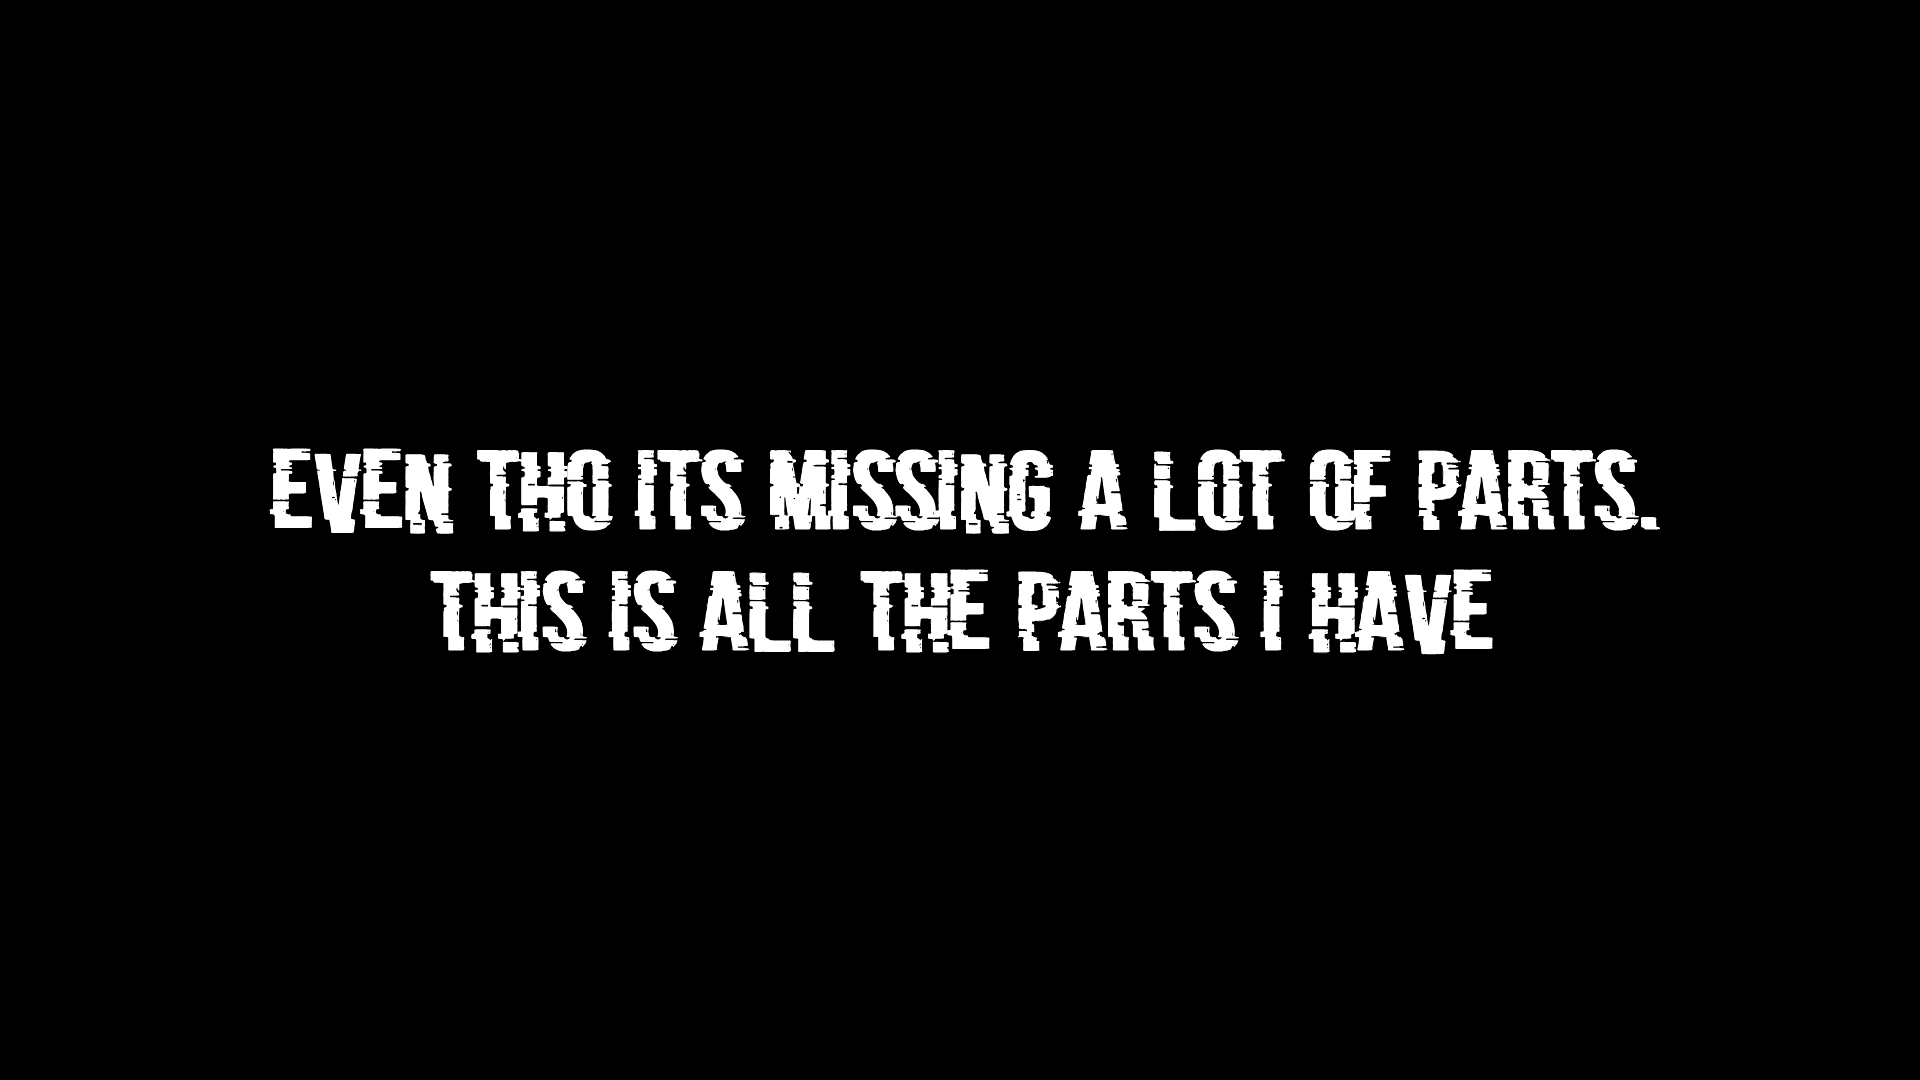 EVEN THO ITS MISSING A LOT OF PARTS.
THIS IS ALL THE PARTS I HAVE